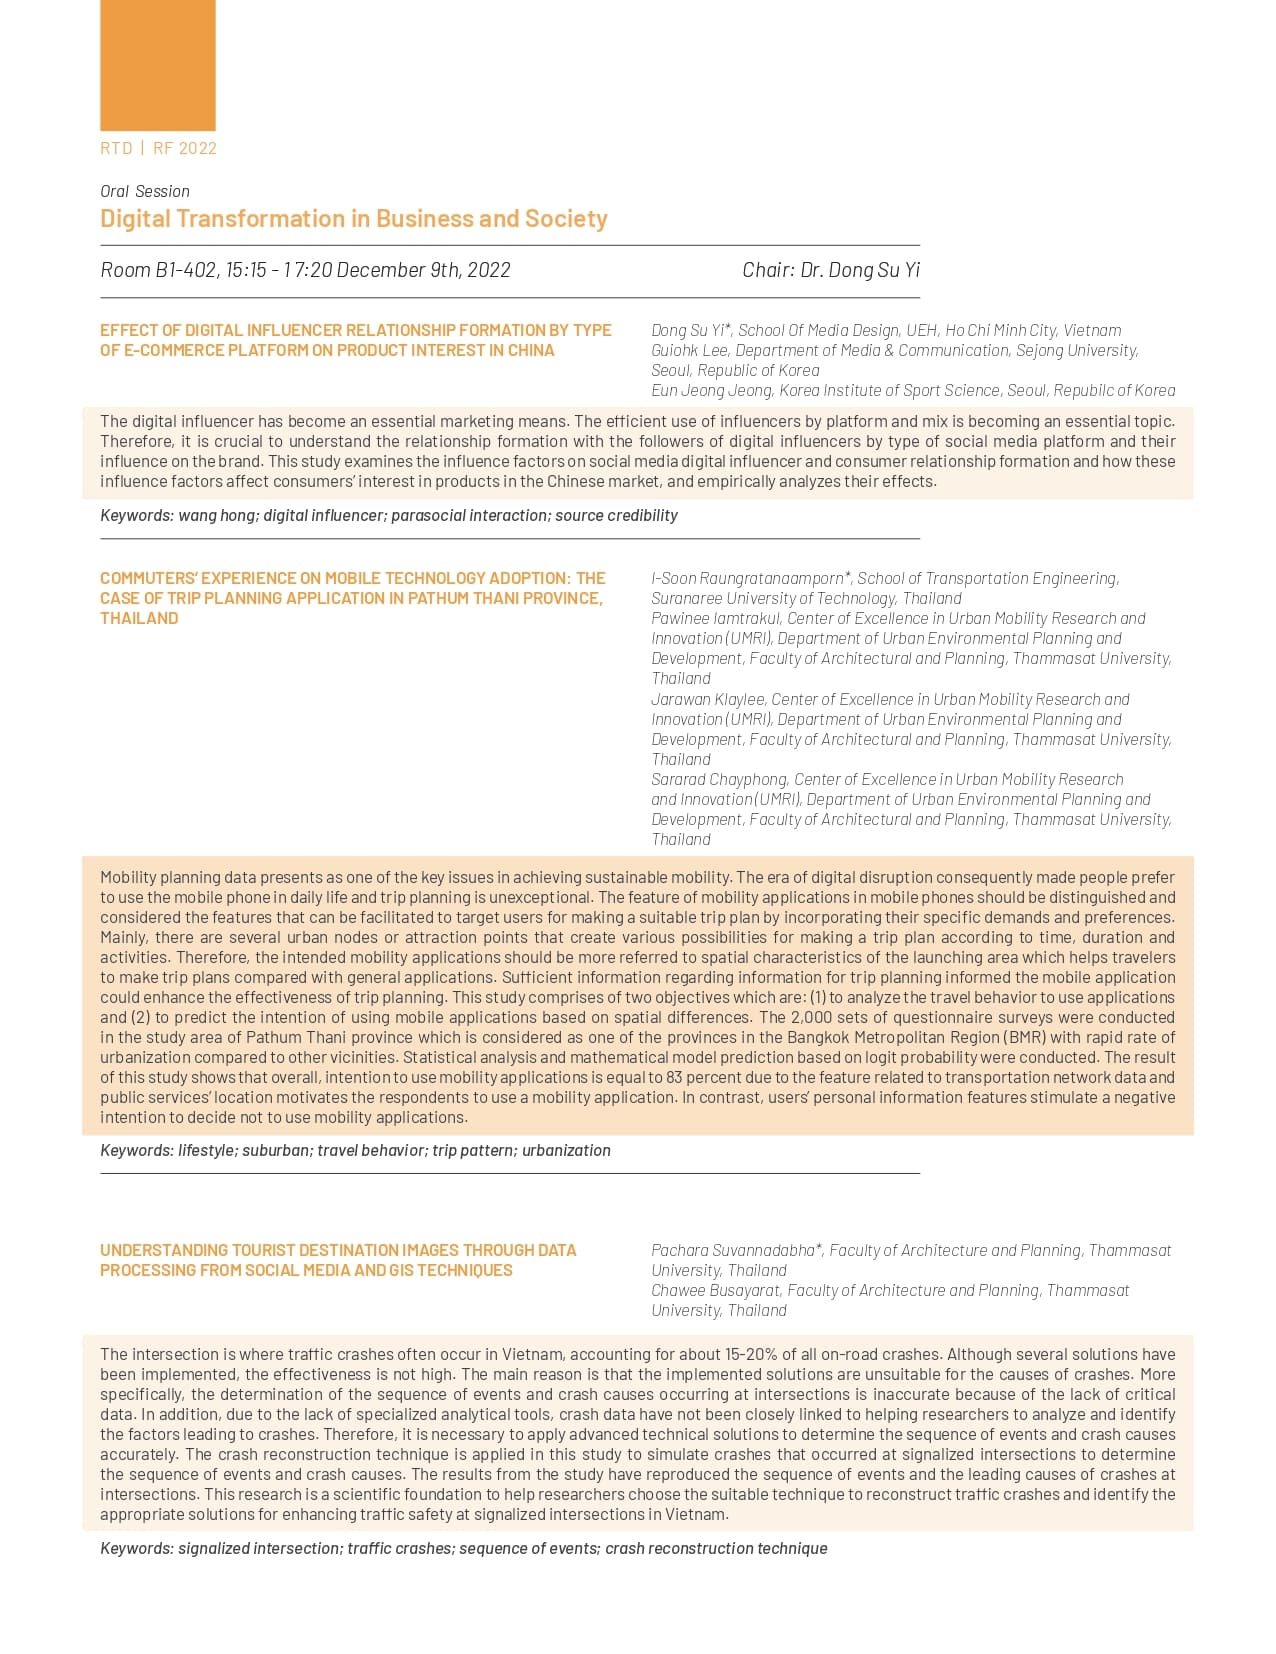 RTD | RF 2022
Oral Session
Digital Transformation in Business and Society
Room B1-402, 15:15 - 1 7:20 December 9th, 2022
Chair: Dr. Dong Su Yi
EFFECT OF DIGITAL INFLUENCER RELATIONSHIP FORMATION BY TYPE
OF E-COMMERCE PLATFORM ON PRODUCT INTEREST IN CHINA
Dong Su Yi*, School Of Media Design, UEH, Ho Chi Minh City, Vietnam
Guiohk Lee, Department of Media & Communication, Sejong University,
Seoul, Republic of Korea
Eun Jeong Jeong, Korea Institute of Sport Science, Seoul, Repubilc of Korea
The digital influencer has become an essential marketing means. The efficient use of influencers by platform and mix is becoming an essential topic.
Therefore, it is crucial to understand the relationship formation with the followers of digital influencers by type of social media platform and their
influence on the brand. This study examines the influence factors on social media digital influencer and consumer relationship formation and how these
influence factors affect consumers’ interest in products in the Chinese market, and empirically analyzes their effects.
Keywords: wang hong; digital influencer; parasocial interaction; source credibility
COMMUTERS’ EXPERIENCE ON MOBILE TECHNOLOGY ADOPTION: THE
CASE OF TRIP PLANNING APPLICATION IN PATHUM THANI PROVINCE,
THAILAND
I-Soon Raungratanaamporn*, School of Transportation Engineering,
Suranaree University of Technology, Thailand
Pawinee Iamtrakul, Center of Excellence in Urban Mobility Research and
Innovation (UMRI), Department of Urban Environmental Planning and
Development, Faculty of Architectural and Planning, Thammasat University,
Thailand
Jarawan Klaylee, Center of Excellence in Urban Mobility Research and
Innovation (UMRI), Department of Urban Environmental Planning and
Development, Faculty of Architectural and Planning, Thammasat University,
Thailand
Sararad Chayphong, Center of Excellence in Urban Mobility Research
and Innovation (UMRI), Department of Urban Environmental Planning and
Development, Faculty of Architectural and Planning, Thammasat University,
Thailand
Mobility planning data presents as one of the key issues in achieving sustainable mobility. The era of digital disruption consequently made people prefer
to use the mobile phone in daily life and trip planning is unexceptional. The feature of mobility applications in mobile phones should be distinguished and
considered the features that can be facilitated to target users for making a suitable trip plan by incorporating their specific demands and preferences.
Mainly, there are several urban nodes or attraction points that create various possibilities for making a trip plan according to time, duration and
activities. Therefore, the intended mobility applications should be more referred to spatial characteristics of the launching area which helps travelers
to make trip plans compared with general applications. Sufficient information regarding information for trip planning informed the mobile application
could enhance the effectiveness of trip planning. This study comprises of two objectives which are: (1) to analyze the travel behavior to use applications
and (2) to predict the intention of using mobile applications based on spatial differences. The 2,000 sets of questionnaire surveys were conducted
in the study area of Pathum Thani province which is considered as one of the provinces in the Bangkok Metropolitan Region (BMR) with rapid rate of
urbanization compared to other vicinities. Statistical analysis and mathematical model prediction based on logit probability were conducted. The result
of this study shows that overall, intention to use mobility applications is equal to 83 percent due to the feature related to transportation network data and
public services’ location motivates the respondents to use a mobility application. In contrast, users’ personal information features stimulate a negative
intention to decide not to use mobility applications.
Keywords: lifestyle; suburban; travel behavior; trip pattern; urbanization
UNDERSTANDING TOURIST DESTINATION IMAGES THROUGH DATA
PROCESSING FROM SOCIAL MEDIA AND GIS TECHNIQUES
Pachara Suvannadabha*, Faculty of Architecture and Planning, Thammasat
University, Thailand
Chawee Busayarat, Faculty of Architecture and Planning, Thammasat
University, Thailand
The intersection is where traffic crashes often occur in Vietnam, accounting for about 15-20% of all on-road crashes. Although several solutions have
been implemented, the effectiveness is not high. The main reason is that the implemented solutions are unsuitable for the causes of crashes. More
specifically, the determination of the sequence of events and crash causes occurring at intersections is inaccurate because of the lack of critical
data. In addition, due to the lack of specialized analytical tools, crash data have not been closely linked to helping researchers to analyze and identify
the factors leading to crashes. Therefore, it is necessary to apply advanced technical solutions to determine the sequence of events and crash causes
accurately. The crash reconstruction technique is applied in this study to simulate crashes that occurred at signalized intersections to determine
the sequence of events and crash causes. The results from the study have reproduced the sequence of events and the leading causes of crashes at
intersections. This research is a scientific foundation to help researchers choose the suitable technique to reconstruct traffic crashes and identify the
appropriate solutions for enhancing traffic safety at signalized intersections in Vietnam.
Keywords: signalized intersection; traffic crashes; sequence of events; crash reconstruction technique